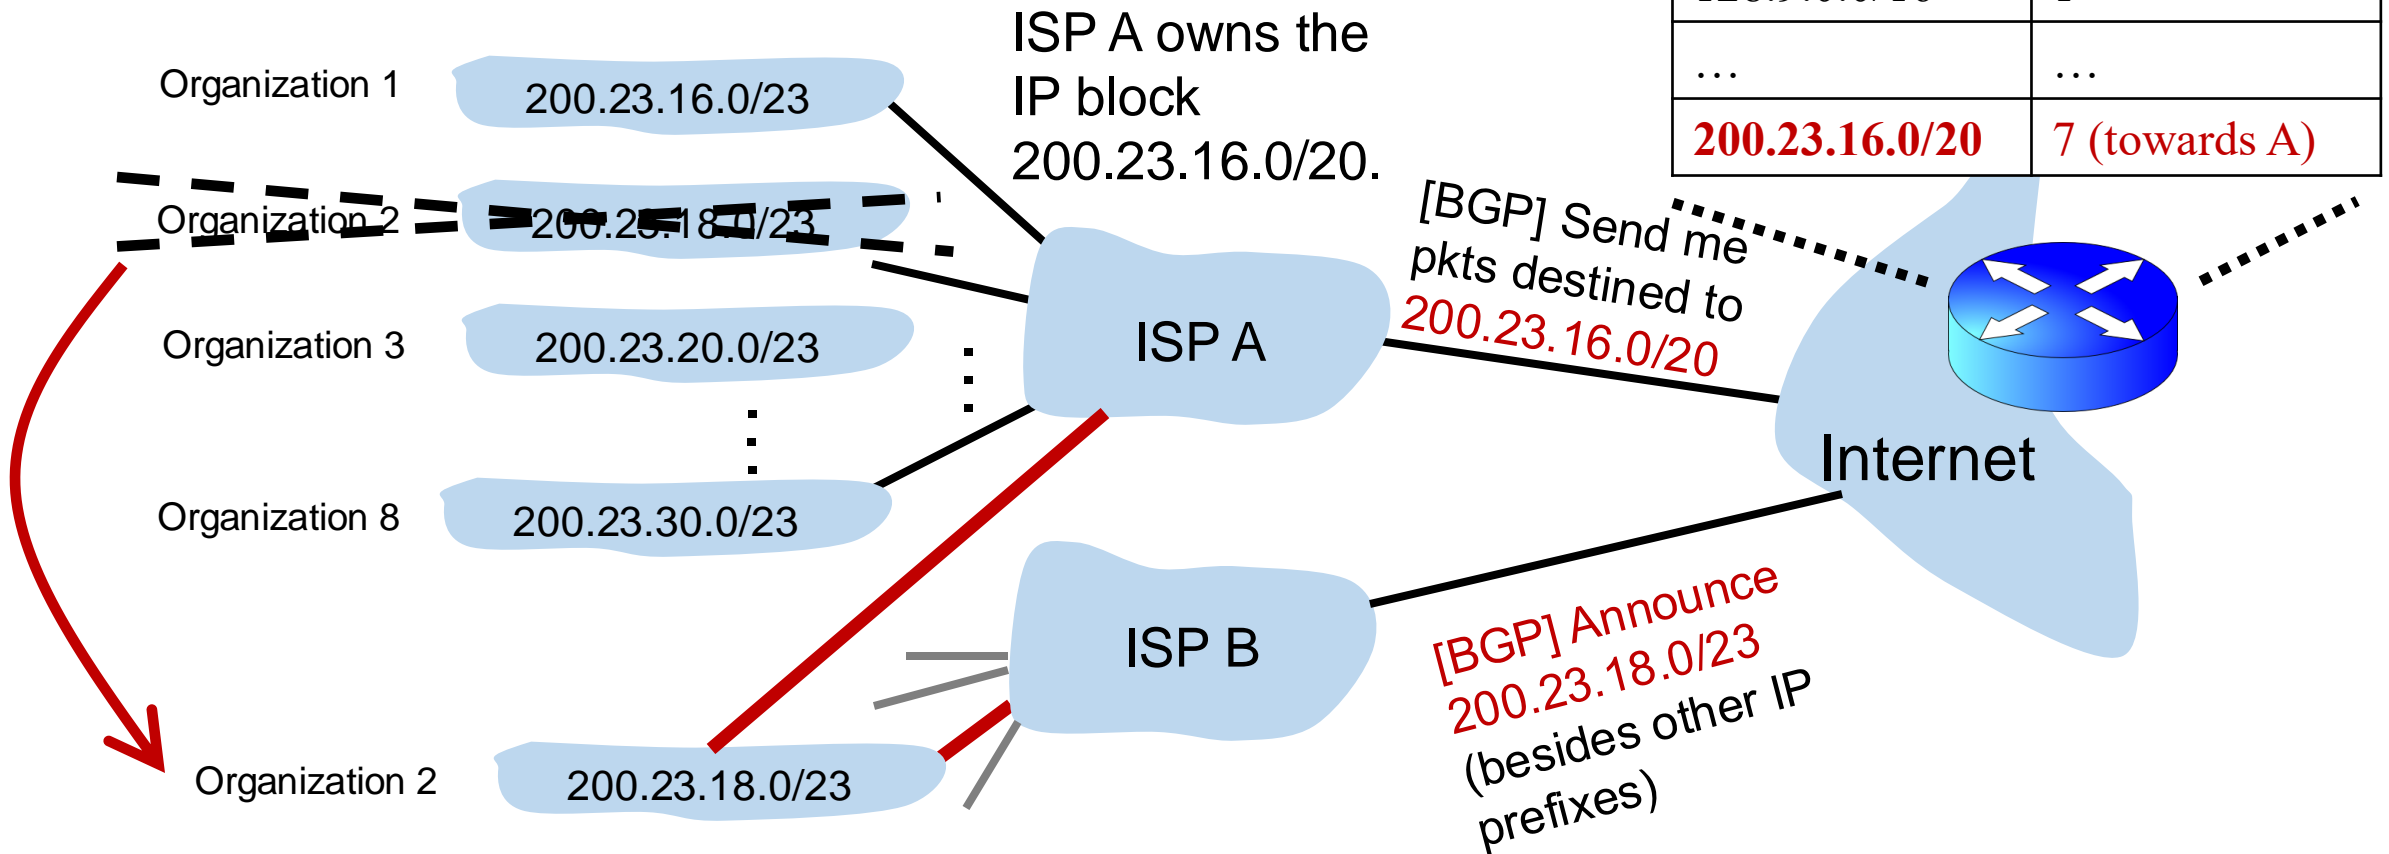 ISP A owns the
IP block
200.23.16.0/20.
… …
200.23.16.0/20 7 (towards A)
Organization 1 200.23.16.0/23
Organization 2 200.23.18.0/23
Organization 3 200.23.20.0/23
Organization 8 200.23.30.0/23
ISP A
[BGP] Send me
pkts destined to
200.23.16.0/20
Internet
ISP B
[BGP] Announce
200.23.18.0/23
(besides other IP
prefixes)
Organization 2 200.23.18.0/23